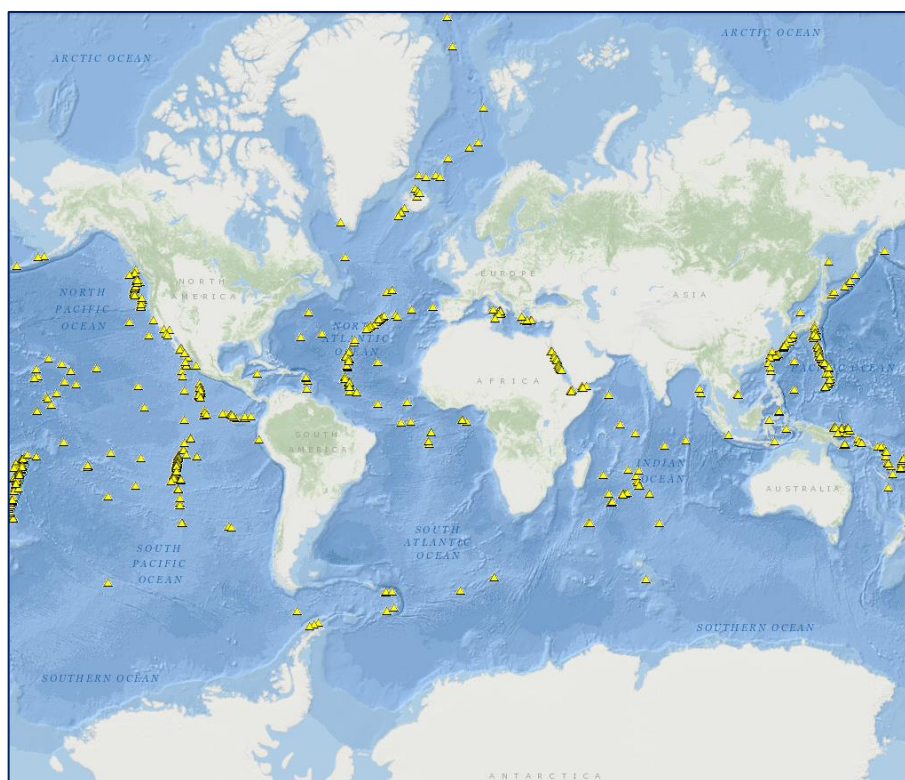 ARCTIC OCEAN
ARCTIC OCEAN
NORTH
AMERICA
EUROPE
ASIA
NORTH
PACIFIC
OCEAN
NORTH
ATLANTIC
OCEAN
AFRICA
PACIFIC OCEAN
SOUTH
AMERICA
INDIAN
OCEAN
AUSTRALIA
SOUTH
PACIFIC
OCEAN
SOUTH
ATLANTIC
OCEAN
SOUTHERN OCEAN
SOUTHERN OCEAN
ANTARCTICA